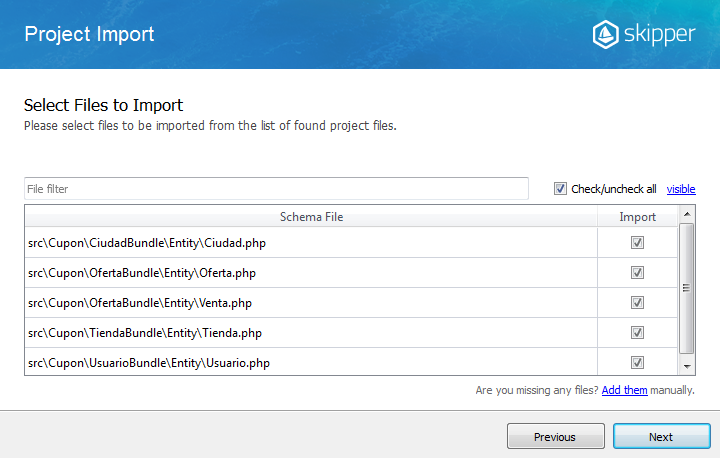 Project Import
skipper
Select Files to Import
Please select files to be imported from the list of found project files.
File filter
Check/uncheck all visible
Schema File Import
src\Cupon\CiudadBundle\Entity\Ciudad.php
src\Cupon\OfertaBundle\Entity\Oferta.php
src\Cupon\OfertaBundle\Entity\Venta.php
src\Cupon\TiendaBundle\Entity\Tienda.php
src\Cupon\UsuarioBundle\Entity\Usuario.php
Are you missing any files? Add them manually.
Previous Next